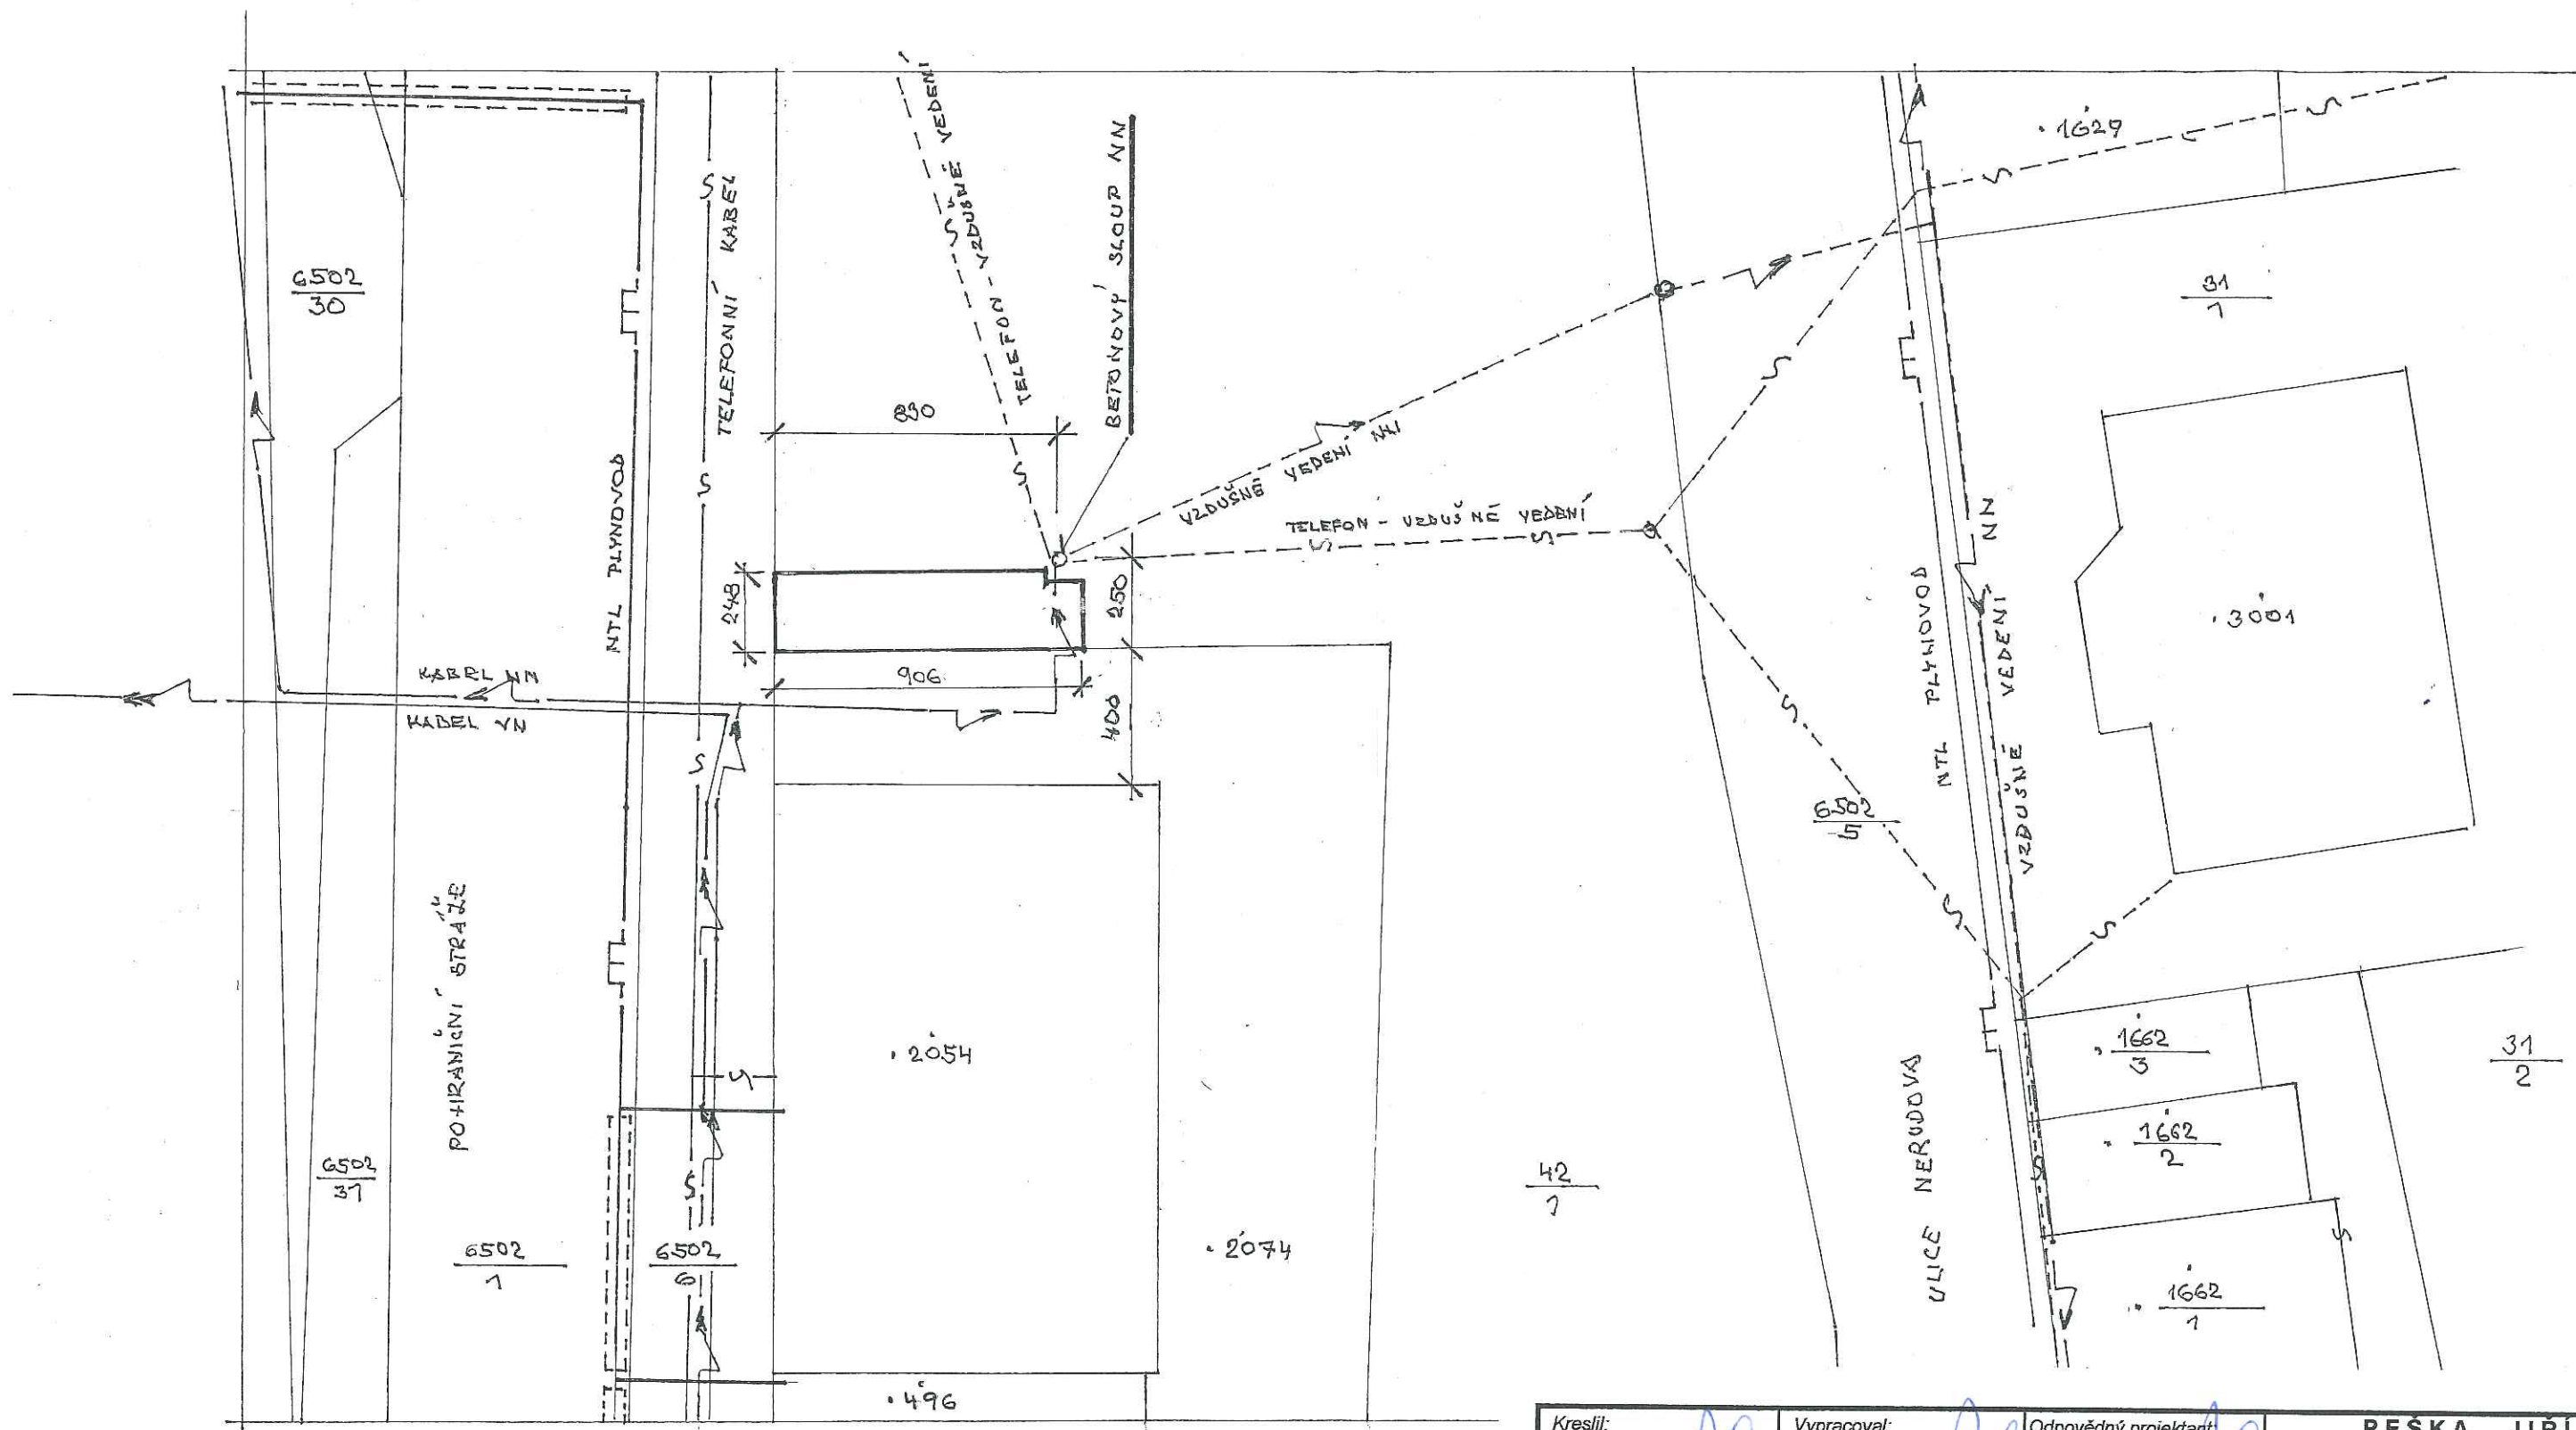 6502
30
NTL PLYNOVOD
TELEFONNÍ KABEL
TELEFON - VZDUŠNÉ VEDENÍ
BETONOVÝ SLOUP NN
830
VZDUŠNÉ VEDENÍ NN
TELEFON - VZDUŠNÉ VEDENÍ
248
250
906
400
KABEL NN
KABEL VN
POHRANIČNÍ STRÁŽE
6502
31
6502
1
6502
6
2054
2074
496
42
1
6502
5
ULICE NERUDOVA
NTL PLYNOVOD
VZDUŠNÉ VEDENÍ NN
1629
31
1
3001
1662
3
1662
2
1662
1
31
2
Kreslil:
Vypracoval:
Odpovědný projektant: